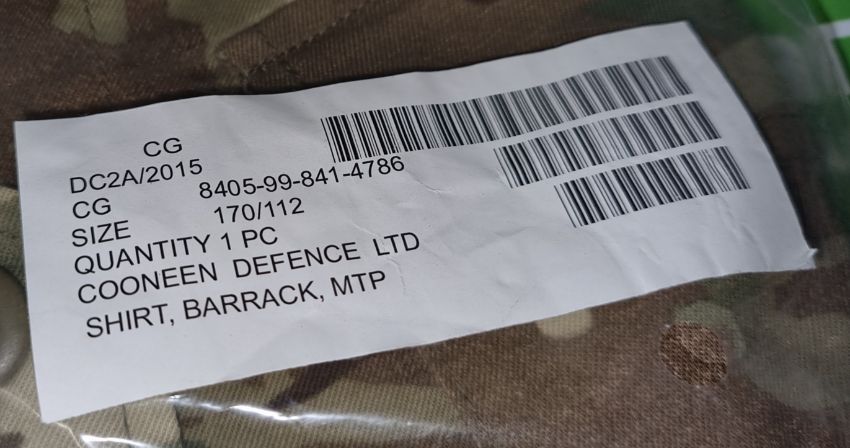 CG
DC2A/2015
CG 8405-99-841-4786
SIZE 170/112
QUANTITY 1 PC
COONEEN DEFENCE LTD
SHIRT, BARRACK, MTP